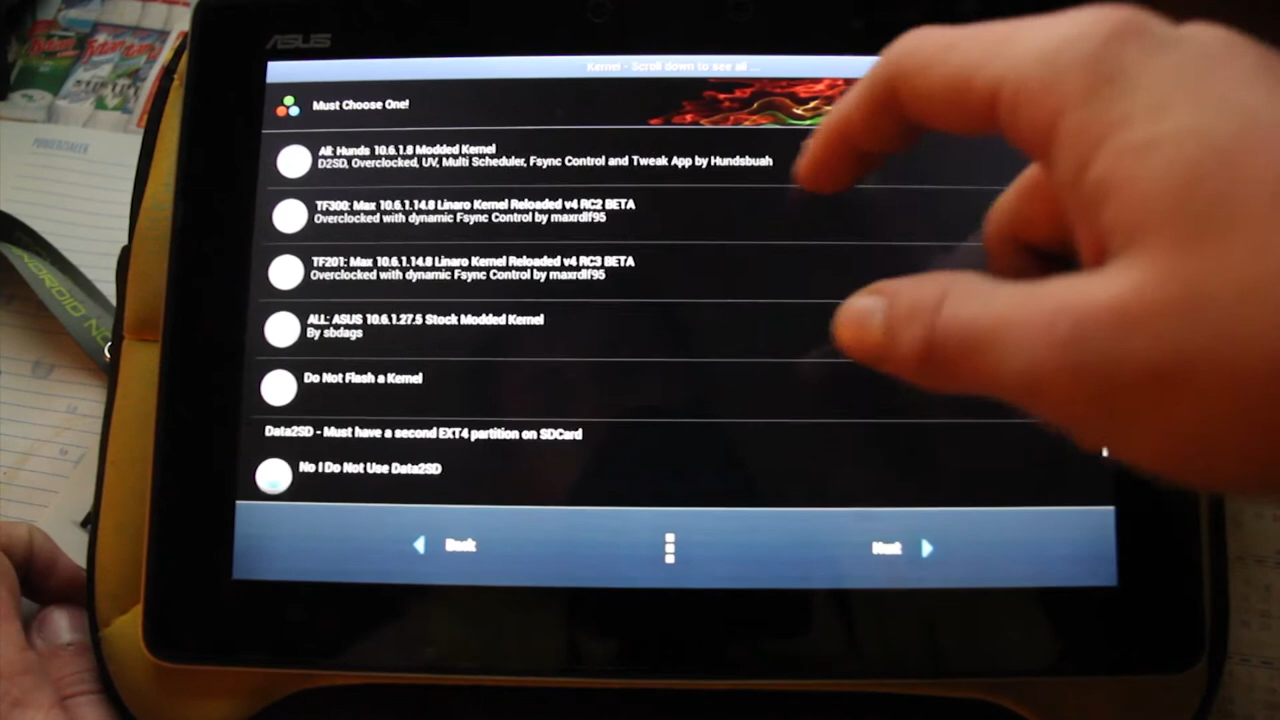 ASUS
Kernel - Scroll down to see all ...
Must Choose One!
All: Hunds 10.6.1.8 Modded Kernel
D2SD, Overclocked, UV, Multi Scheduler, Fsync Control and Tweak App by Hundsbuah
TF300: Max 10.6.1.14.8 Linaro Kernel Reloaded v4 RC2 BETA
Overclocked with dynamic Fsync Control by maxrdlf95
TF201: Max 10.6.1.14.8 Linaro Kernel Reloaded v4 RC3 BETA
Overclocked with dynamic Fsync Control by maxrdlf95
ALL: ASUS 10.6.1.27.5 Stock Modded Kernel
By sbdags
Do Not Flash a Kernel
Data2SD - Must have a second EXT4 partition on SDCard
No I Do Not Use Data2SD
Back
Next